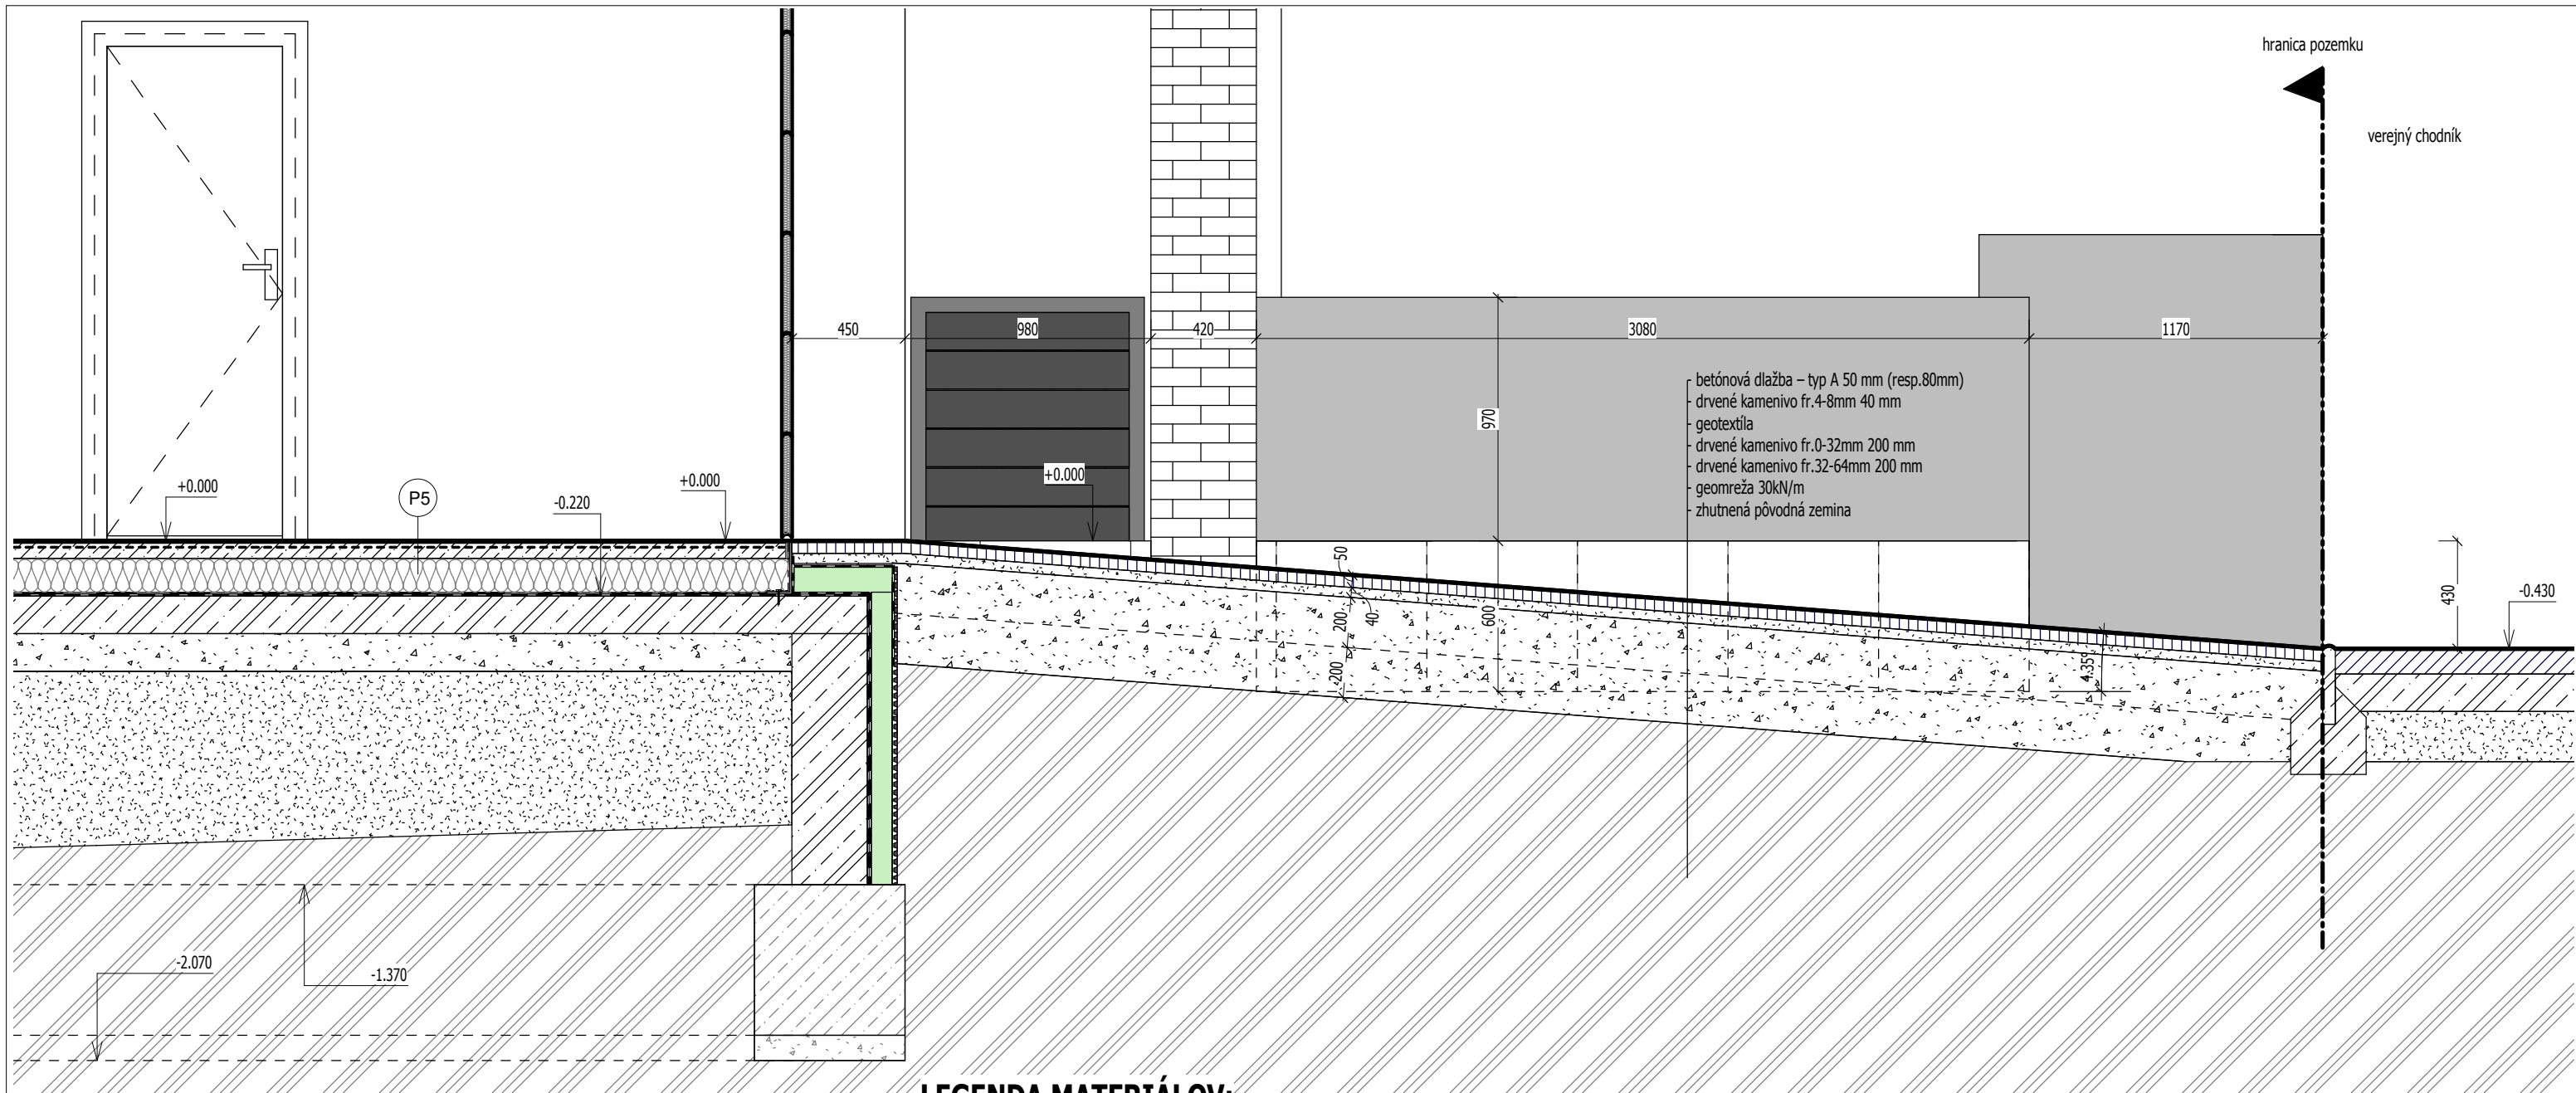 hranica pozemku
verejný chodník
450
980
420
3080
1170
970
- betónová dlažba – typ A 50 mm (resp.80mm)
- drvené kamenivo fr.4-8mm 40 mm
- geotextíla
- drvené kamenivo fr.0-32mm 200 mm
- drvené kamenivo fr.32-64mm 200 mm
- geomreža 30kN/m
- zhutnená pôvodná zemina
+0.000
P5
-0.220
+0.000
+0.000
50
40
200
200
600
4.35°
430
-0.430
-2.070
-1.370
LEGENDA MATERIÁLOV: